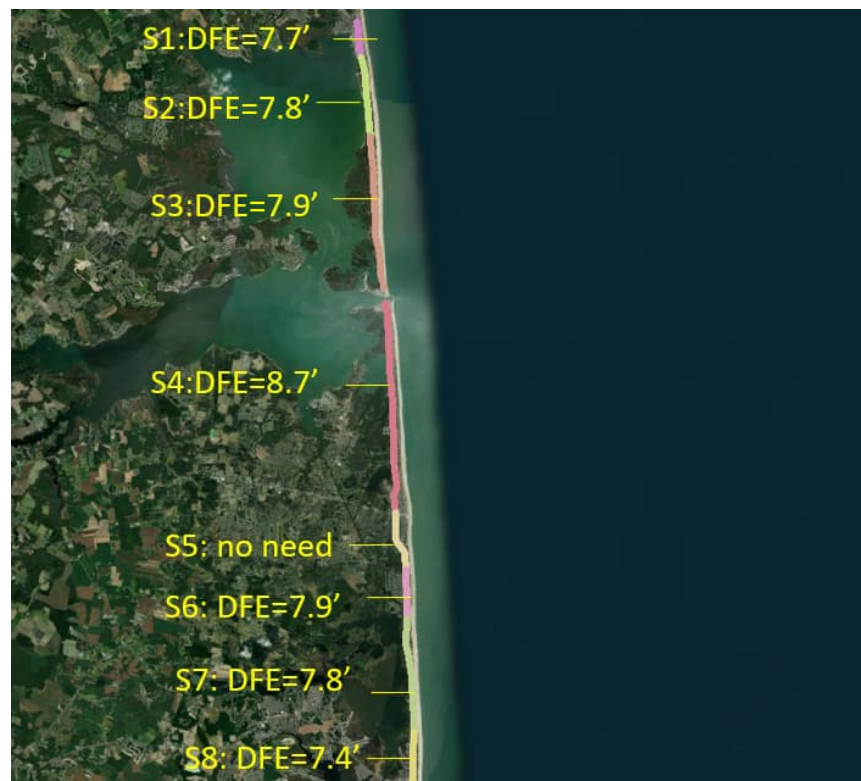 S1:DFE=7.7’
S2:DFE=7.8’
S3:DFE=7.9’
S4:DFE=8.7’
S5: no need
S6: DFE=7.9’
S7: DFE=7.8’
S8: DFE=7.4’